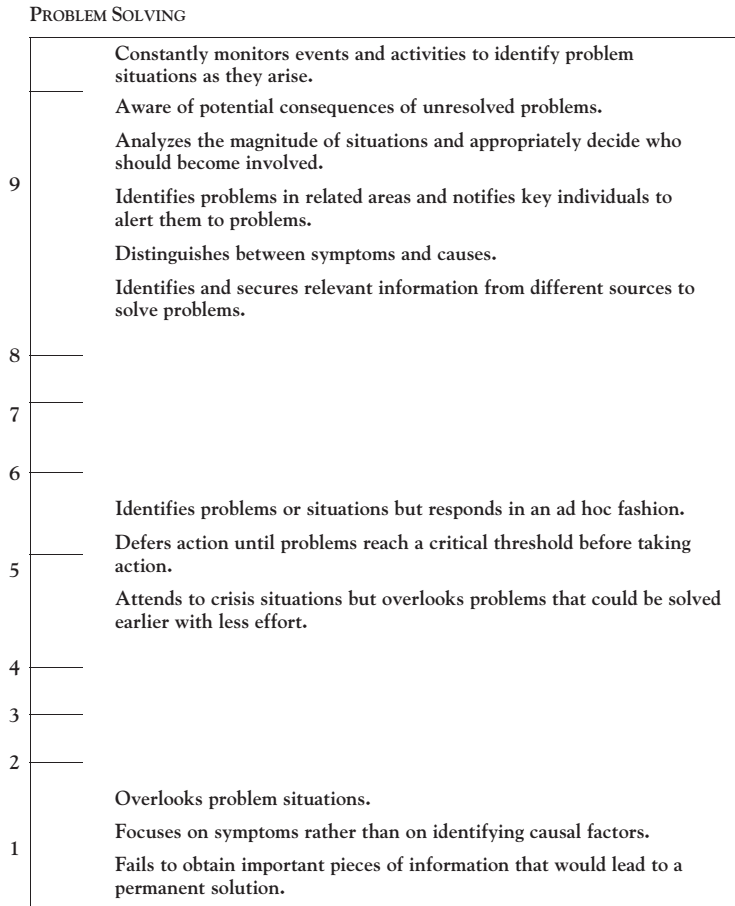 PROBLEM SOLVING
Constantly monitors events and activities to identify problem
situations as they arise.
Aware of potential consequences of unresolved problems.
Analyzes the magnitude of situations and appropriately decide who
should become involved.
9
Identifies problems in related areas and notifies key individuals to
alert them to problems.
Distinguishes between symptoms and causes.
Identifies and secures relevant information from different sources to
solve problems.
8
7
6
Identifies problems or situations but responds in an ad hoc fashion.
Defers action until problems reach a critical threshold before taking
action.
5
Attends to crisis situations but overlooks problems that could be solved
earlier with less effort.
4
3
2
Overlooks problem situations.
Focuses on symptoms rather than on identifying causal factors.
1
Fails to obtain important pieces of information that would lead to a
permanent solution.